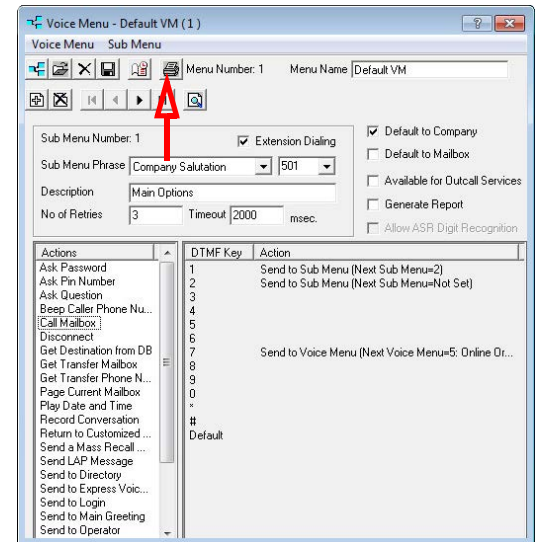 Voice Menu - Default VM ( 1 )
Voice Menu Sub Menu
Menu Number: 1 Menu Name Default VM
Sub Menu Number: 1 Extension Dialing
Sub Menu Phrase Company Salutation 501
Description Main Options
No of Retries 3 Timeout 2000 msec.
Default to Company
Default to Mailbox
Available for Outcall Services
Generate Report
Allow ASR Digit Recognition
Actions
Ask Password
Ask Pin Number
Ask Question
Beep Caller Phone Nu...
Call Mailbox
Disconnect
Get Destination from DB
Get Transfer Mailbox
Get Transfer Phone N...
Page Current Mailbox
Play Date and Time
Record Conversation
Return to Customized ...
Send a Mass Recall ...
Send LAP Message
Send to Directory
Send to Express Voic...
Send to Login
Send to Main Greeting
Send to Operator
DTMF Key Action
1 Send to Sub Menu (Next Sub Menu=2)
2 Send to Sub Menu (Next Sub Menu=Not Set)
3
4
5
6
7 Send to Voice Menu (Next Voice Menu=5: Online Or...
8
9
0
*
#
Default